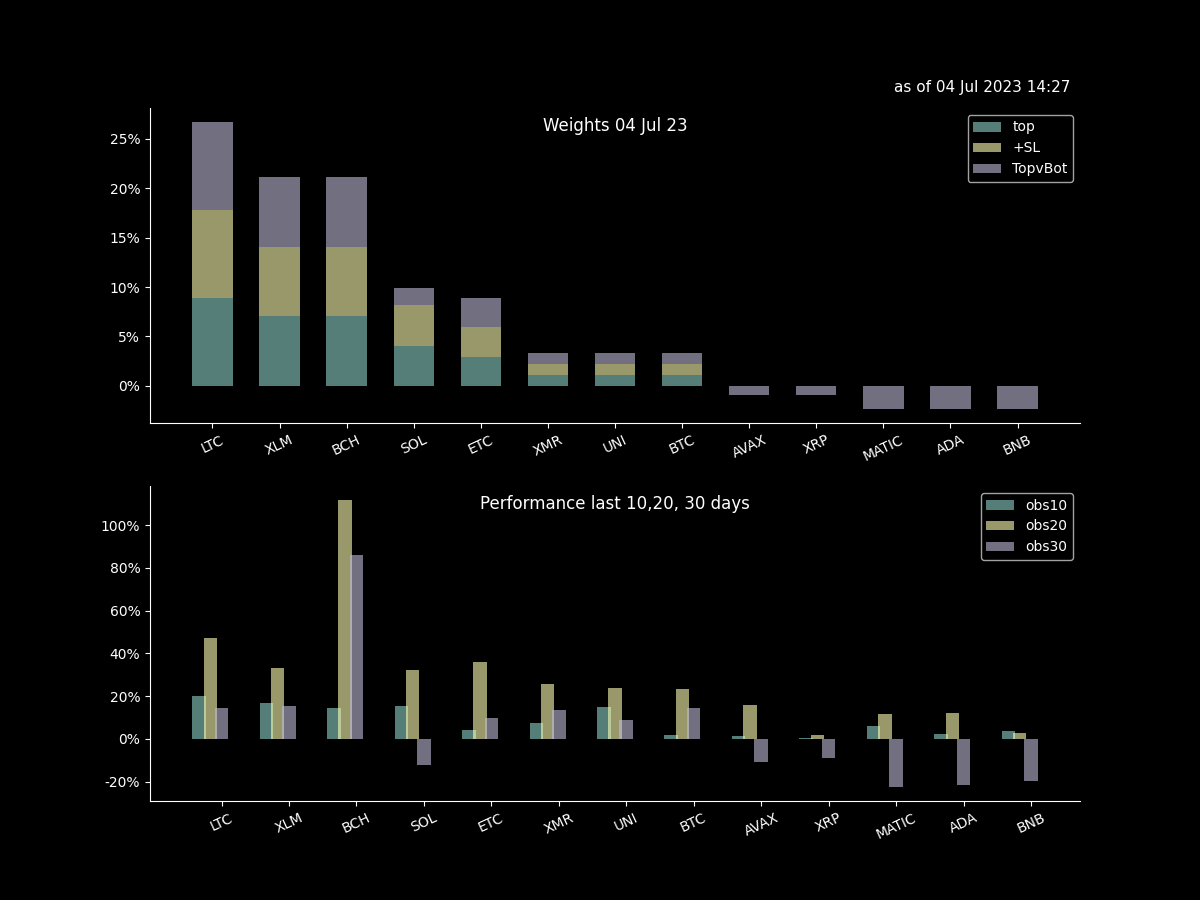 as of 04 Jul 2023 14:27
Weights 04 Jul 23
top
+SL
TopvBot
25%
20%
15%
10%
5%
0%
LTC XLM BCH SOL ETC XMR UNI BTC AVAX XRP MATIC ADA BNB
Performance last 10,20, 30 days
obs10
obs20
obs30
100%
80%
60%
40%
20%
0%
-20%
LTC XLM BCH SOL ETC XMR UNI BTC AVAX XRP MATIC ADA BNB